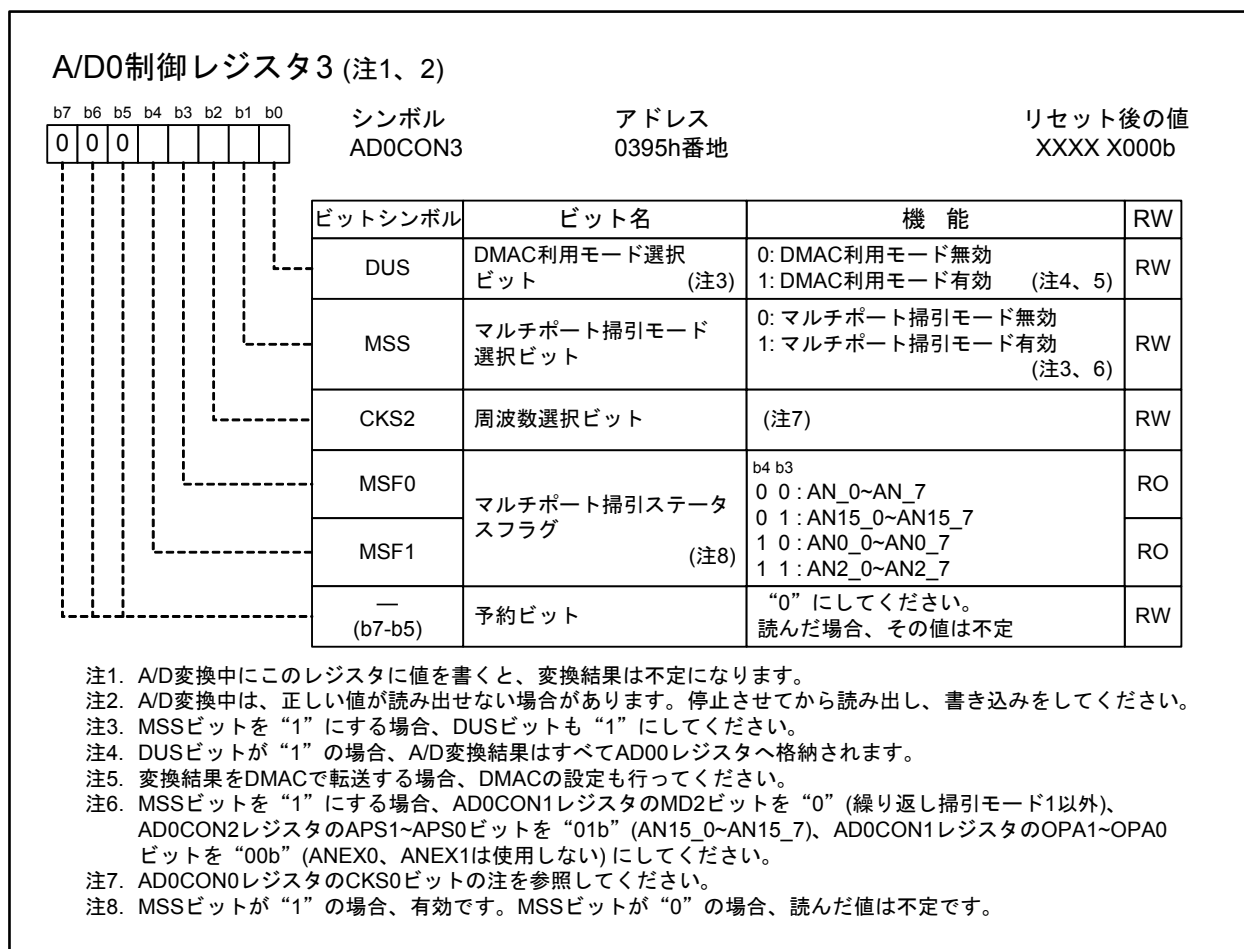 A/D0制御レジスタ3 (注1、2)
b7 b6 b5 b4 b3 b2 b1 b0
0 0 0
シンボル アドレス リセット後の値
AD0CON3 0395h番地 XXXX X000b
ビットシンボル ビット名 機 能 RW
DUS
DMAC利用モード選択
ビット (注3)
0: DMAC利用モード無効
1: DMAC利用モード有効 (注4、5)
RW
MSS
マルチポート掃引モード
選択ビット
0: マルチポート掃引モード無効
1: マルチポート掃引モード有効
(注3、6)
RW
CKS2 周波数選択ビット (注7) RW
MSF0
マルチポート掃引ステータ
スフラグ
(注8)
b4 b3
0 0 : AN_0~AN_7
0 1 : AN15_0~AN15_7
1 0 : AN0_0~AN0_7
1 1 : AN2_0~AN2_7
RO
MSF1
RO
—
(b7-b5)
予約ビット
“0”にしてください。
読んだ場合、その値は不定
RW
注1. A/D変換中にこのレジスタに値を書くと、変換結果は不定になります。
注2. A/D変換中は、正しい値が読み出せない場合があります。停止させてから読み出し、書き込みをしてください。
注3. MSSビットを“1”にする場合、DUSビットも“1”にしてください。
注4. DUSビットが“1”の場合、A/D変換結果はすべてAD00レジスタへ格納されます。
注5. 変換結果をDMACで転送する場合、DMACの設定も行ってください。
注6. MSSビットを“1”にする場合、AD0CON1レジスタのMD2ビットを“0”(繰り返し掃引モード1以外)、
AD0CON2レジスタのAPS1~APS0ビットを“01b”(AN15_0~AN15_7)、AD0CON1レジスタのOPA1~OPA0
ビットを“00b”(ANEX0、ANEX1は使用しない) にしてください。
注7. AD0CON0レジスタのCKS0ビットの注を参照してください。
注8. MSSビットが“1”の場合、有効です。MSSビットが“0”の場合、読んだ値は不定です。